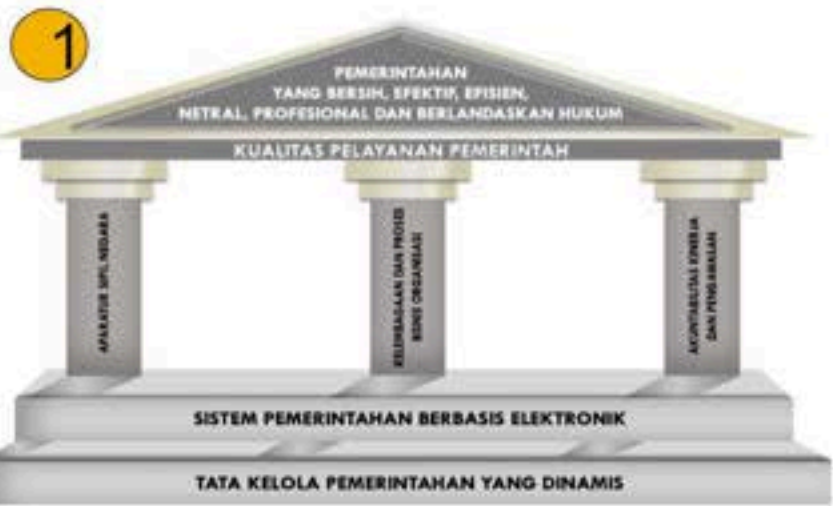 1
PEMERINTAHAN
YANG BERSIH, EFEKTIF, EFISIEN,
NETRAL, PROFESIONAL DAN BERLANDASKAN HUKUM
KUALITAS PELAYANAN PEMERINTAH
APARATUR SIPIL NEGARA
KELEMBAGAAN DAN PROSES
BISNIS ORGANISASI
AKUNTABILITAS KINERJA
DAN PENGAWASAN
SISTEM PEMERINTAHAN BERBASIS ELEKTRONIK
TATA KELOLA PEMERINTAHAN YANG DINAMIS